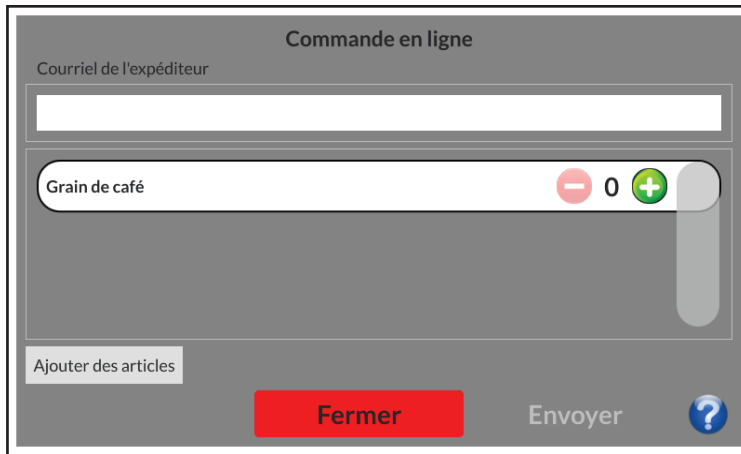 Commande en ligne
Courriel de l'expéditeur
Grain de café 0
Ajouter des articles
Fermer Envoyer ?